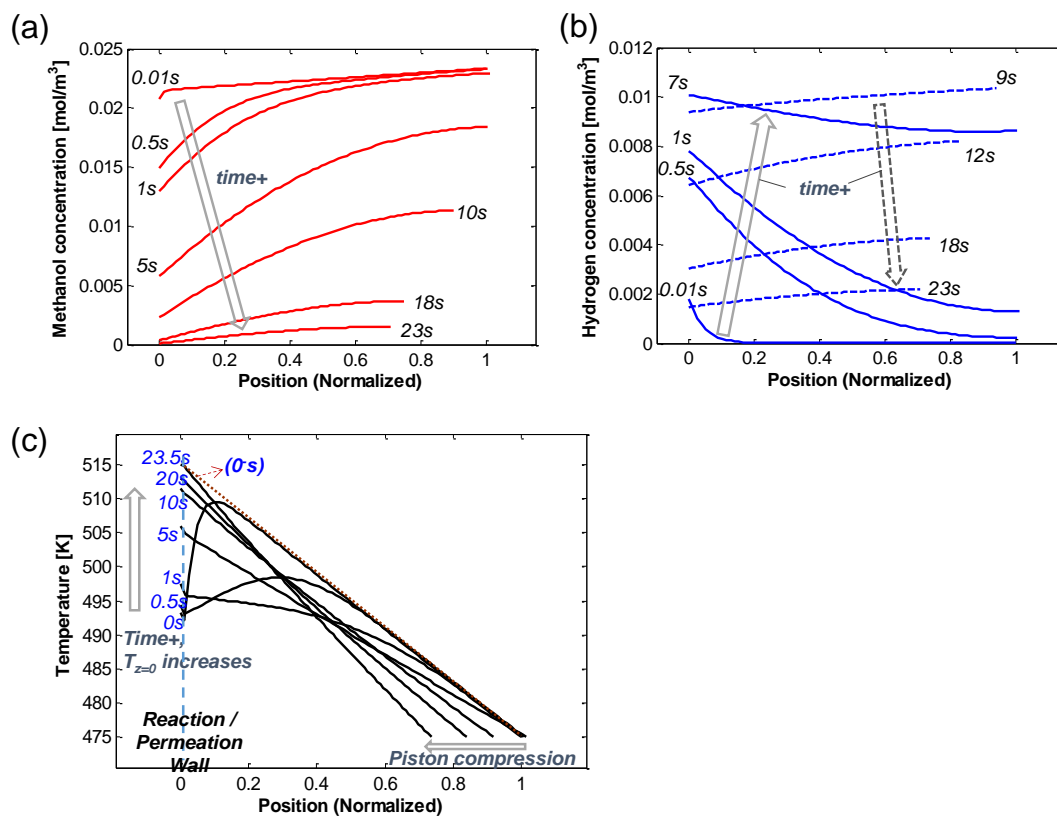 (a)
Methanol concentration [mol/m³]
0.025
0.02
0.015
0.01
0.005
0
0.01s
0.5s
1s
5s
time+
10s
18s
23s
0 0.2 0.4 0.6 0.8 1
Position (Normalized)
(b)
Hydrogen concentration [mol/m³]
0.012
0.01
0.008
0.006
0.004
0.002
0
7s
9s
1s
0.5s
12s
time+
18s
0.01s
23s
0 0.2 0.4 0.6 0.8 1
Position (Normalized)
(c)
Temperature [K]
515
510
505
500
495
490
485
480
475
23.5s
(0⁻s)
20s
10s
5s
1s
0.5s
0s
Time+,
T_{z=0} increases
Reaction /
Permeation
Wall
Piston compression
0 0.2 0.4 0.6 0.8 1
Position (Normalized)